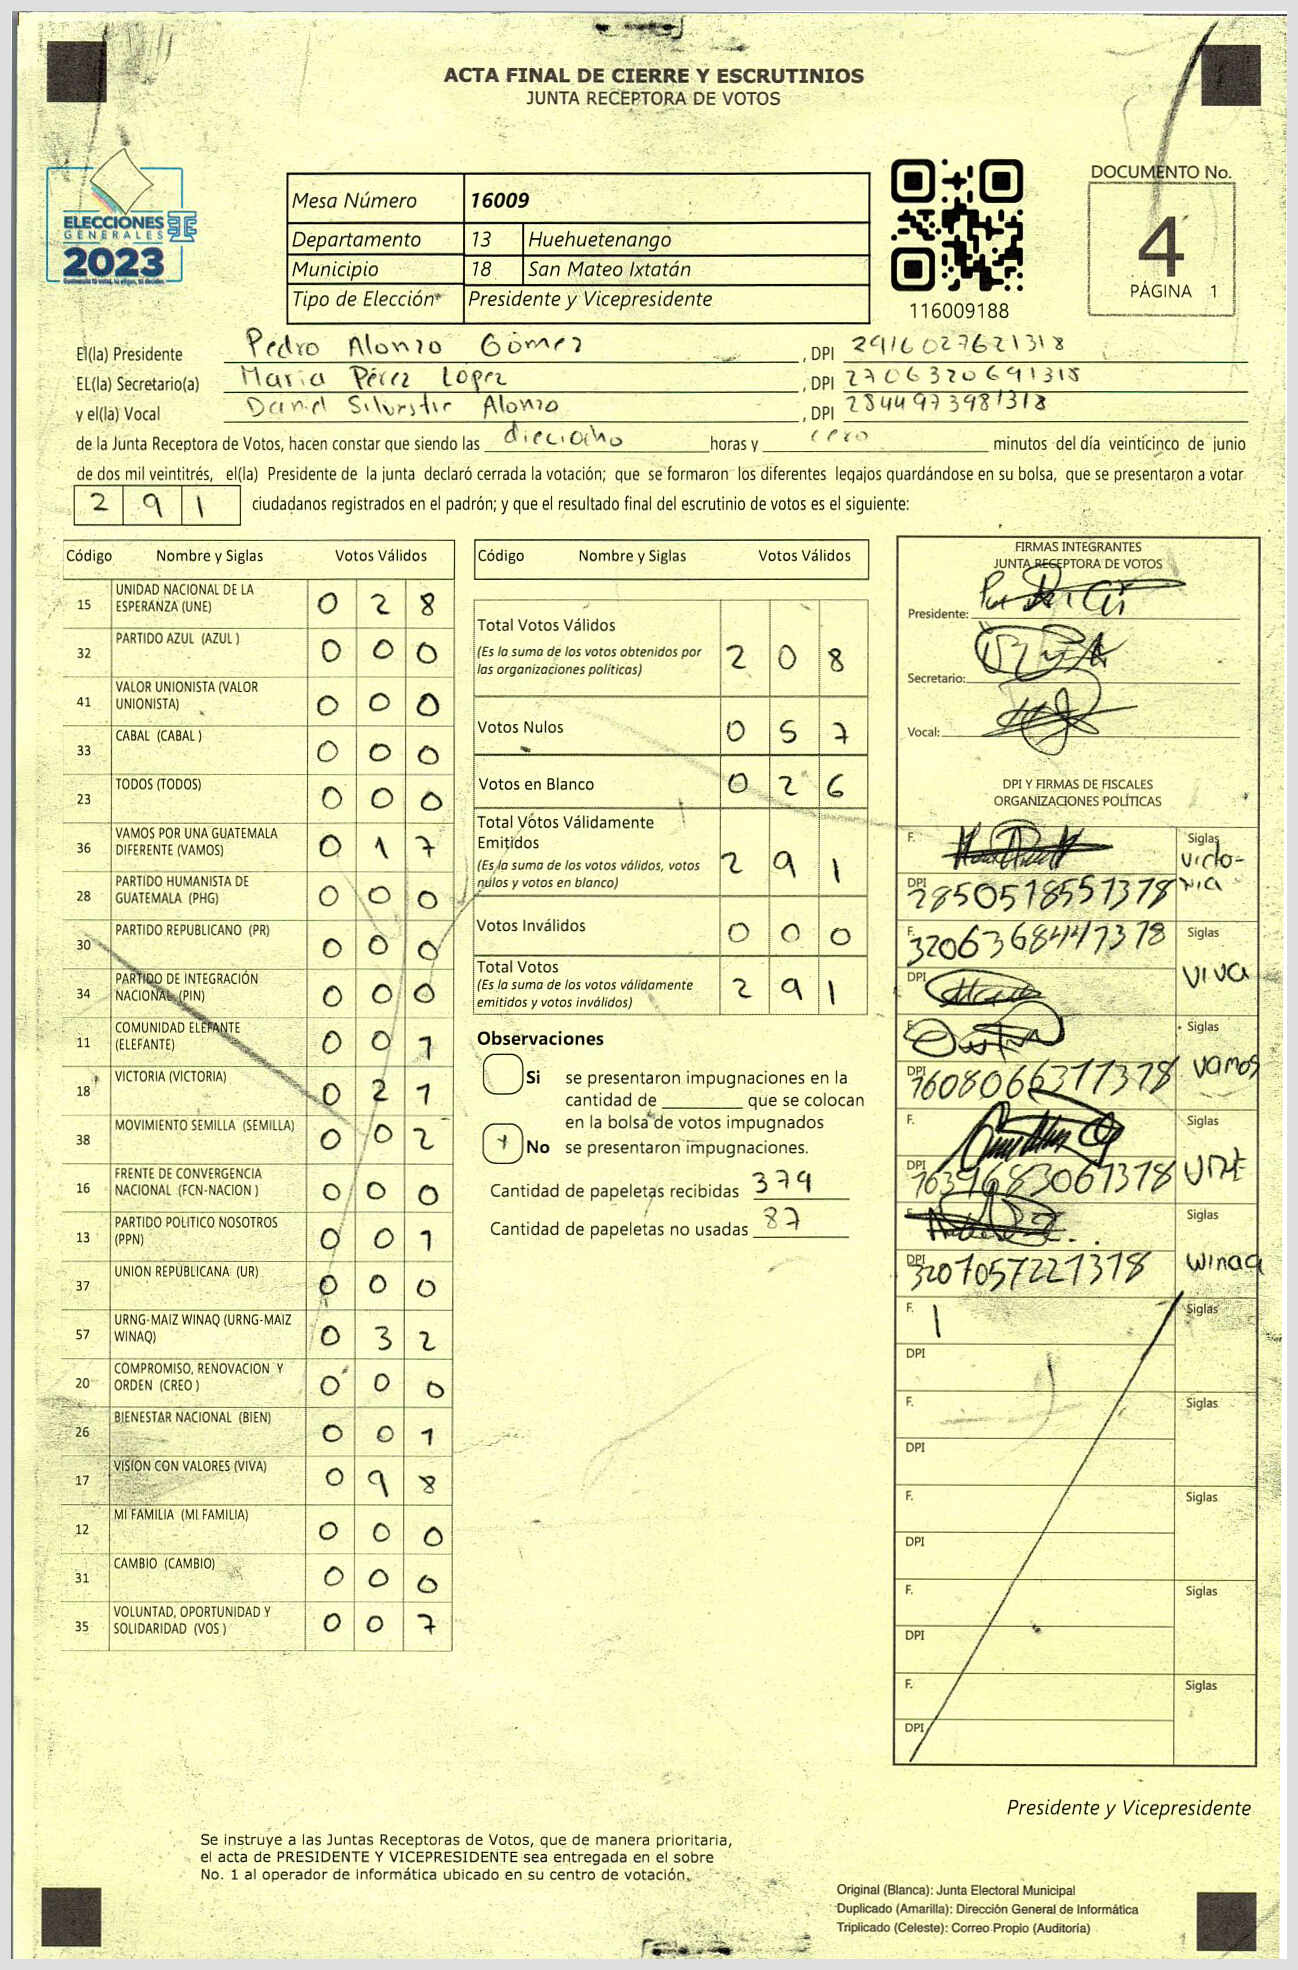 ACTA FINAL DE CIERRE Y ESCRUTINIOS
JUNTA RECEPTORA DE VOTOS
ELECCIONES
GENERALES
2023
Mesa Número 16009
Departamento 13 Huehuetenango
Municipio 18 San Mateo Ixtatán
Tipo de Elección Presidente y Vicepresidente
116009188
DOCUMENTO No.
4
PÁGINA 1
El(la) Presidente Pedro Alonzo Gómez, DPI 2916027621318
EL(la) Secretario(a) Maria Pérez Lopez, DPI 2706320691318
y el(la) Vocal Daniel Silvestre Alonzo, DPI 2844973981318
de la Junta Receptora de Votos, hacen constar que siendo las dieciocho horas y cero minutos del día veinticinco de junio
de dos mil veintitrés, el(la) Presidente de la junta declaró cerrada la votación; que se formaron los diferentes legajos guardándose en su bolsa, que se presentaron a votar
291 ciudadanos registrados en el padrón; y que el resultado final del escrutinio de votos es el siguiente:
Código Nombre y Siglas Votos Válidos
15 UNIDAD NACIONAL DE LA ESPERANZA (UNE) 0 2 8
32 PARTIDO AZUL (AZUL ) 0 0 0
41 VALOR UNIONISTA (VALOR UNIONISTA) 0 0 0
33 CABAL (CABAL ) 0 0 0
23 TODOS (TODOS) 0 0 0
36 VAMOS POR UNA GUATEMALA DIFERENTE (VAMOS) 0 1 7
28 PARTIDO HUMANISTA DE GUATEMALA (PHG) 0 0 0
30 PARTIDO REPUBLICANO (PR) 0 0 0
34 PARTIDO DE INTEGRACIÓN NACIONAL (PIN) 0 0 0
11 COMUNIDAD ELEFANTE (ELEFANTE) 0 0 1
18 VICTORIA (VICTORIA) 0 2 1
38 MOVIMIENTO SEMILLA (SEMILLA) 0 0 2
16 FRENTE DE CONVERGENCIA NACIONAL (FCN-NACION ) 0 0 0
13 PARTIDO POLITICO NOSOTROS (PPN) 0 0 1
37 UNION REPUBLICANA (UR) 0 0 0
57 URNG-MAIZ WINAQ (URNG-MAIZ WINAQ) 0 3 2
20 COMPROMISO, RENOVACION Y ORDEN (CREO ) 0 0 0
26 BIENESTAR NACIONAL (BIEN) 0 0 1
17 VISION CON VALORES (VIVA) 0 9 8
12 MI FAMILIA (MI FAMILIA) 0 0 0
31 CAMBIO (CAMBIO) 0 0 0
35 VOLUNTAD, OPORTUNIDAD Y SOLIDARIDAD (VOS ) 0 0 7
Código Nombre y Siglas Votos Válidos
Total Votos Válidos 2 0 8
(Es la suma de los votos obtenidos por
las organizaciones políticas)
Votos Nulos 0 5 7
Votos en Blanco 0 2 6
Total Votos Válidamente
Emitidos 2 9 1
(Es la suma de los votos válidos, votos
nulos y votos en blanco)
Votos Inválidos 0 0 0
Total Votos 2 9 1
(Es la suma de los votos válidamente
emitidos y votos inválidos)
Observaciones
Si se presentaron impugnaciones en la
cantidad de ________ que se colocan
en la bolsa de votos impugnados
No se presentaron impugnaciones.
Cantidad de papeletas recibidas 379
Cantidad de papeletas no usadas 87
FIRMAS INTEGRANTES
JUNTA RECEPTORA DE VOTOS
Presidente:
Secretario:
Vocal:
DPI Y FIRMAS DE FISCALES
ORGANIZACIONES POLÍTICAS
F. Siglas Victo-
ria
DPI 2850518551318
F. 3206368441318 Siglas viva
DPI
F. Siglas vamos
DPI 1608066311318
F. Siglas UNE
DPI 1639683061318
F. Siglas winaq
DPI 3207057221318
F. Siglas
DPI
F. Siglas
DPI
F. Siglas
DPI
F. Siglas
DPI
F. Siglas
DPI
Presidente y Vicepresidente
Se instruye a las Juntas Receptoras de Votos, que de manera prioritaria,
el acta de PRESIDENTE Y VICEPRESIDENTE sea entregada en el sobre
No. 1 al operador de informática ubicado en su centro de votación.
Original (Blanca): Junta Electoral Municipal
Duplicado (Amarilla): Dirección General de Informática
Triplicado (Celeste): Correo Propio (Auditoría)